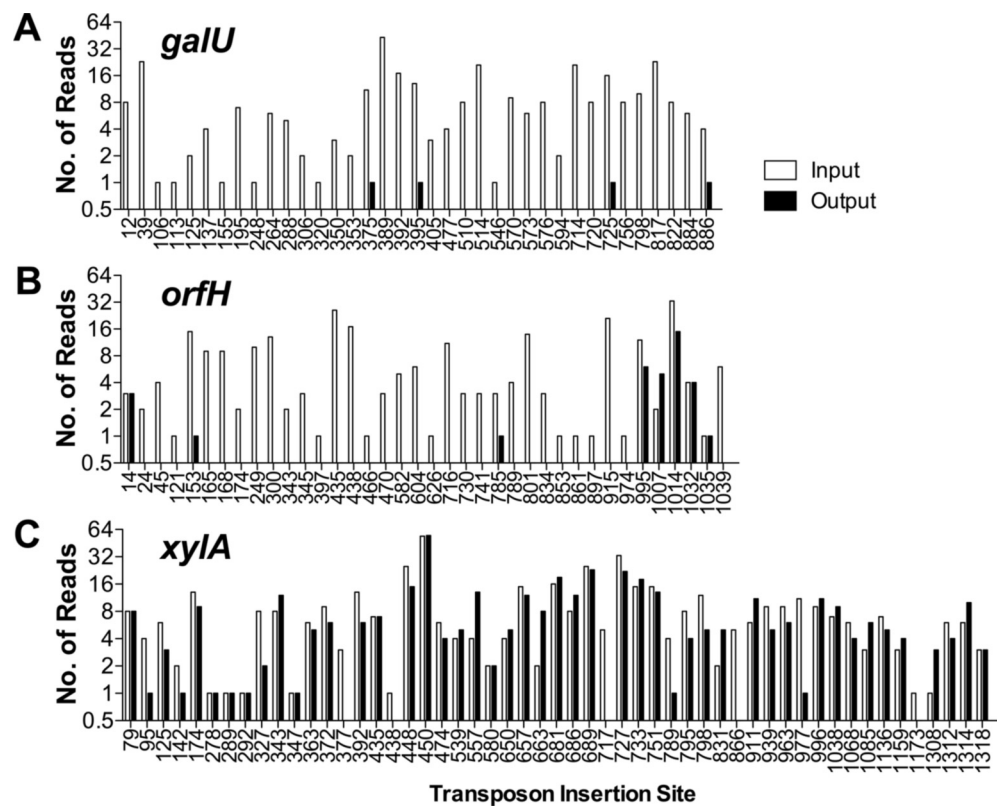 A
galU
No. of Reads
64
32
16
8
4
2
1
0.5
12 39 106 113 125 137 155 195 248 264 288 306 320 350 353 375 389 392 395 405 477 510 514 546 570 573 576 594 714 720 725 756 798 817 822 884 886
Input
Output
B
orfH
No. of Reads
64
32
16
8
4
2
1
0.5
14 24 45 121 153 165 168 174 249 300 343 345 397 435 438 466 470 582 604 626 716 730 741 785 789 801 834 853 861 897 915 974 995 1007 1014 1032 1035 1039
C
xylA
No. of Reads
64
32
16
8
4
2
1
0.5
79 95 125 142 174 278 289 292 327 343 347 363 372 377 392 435 438 448 450 474 539 557 580 650 657 663 681 686 689 717 727 733 751 789 795 798 831 866 911 939 963 977 996 1038 1068 1085 1136 1159 1173 1308 1312 1314 1318
Transposon Insertion Site